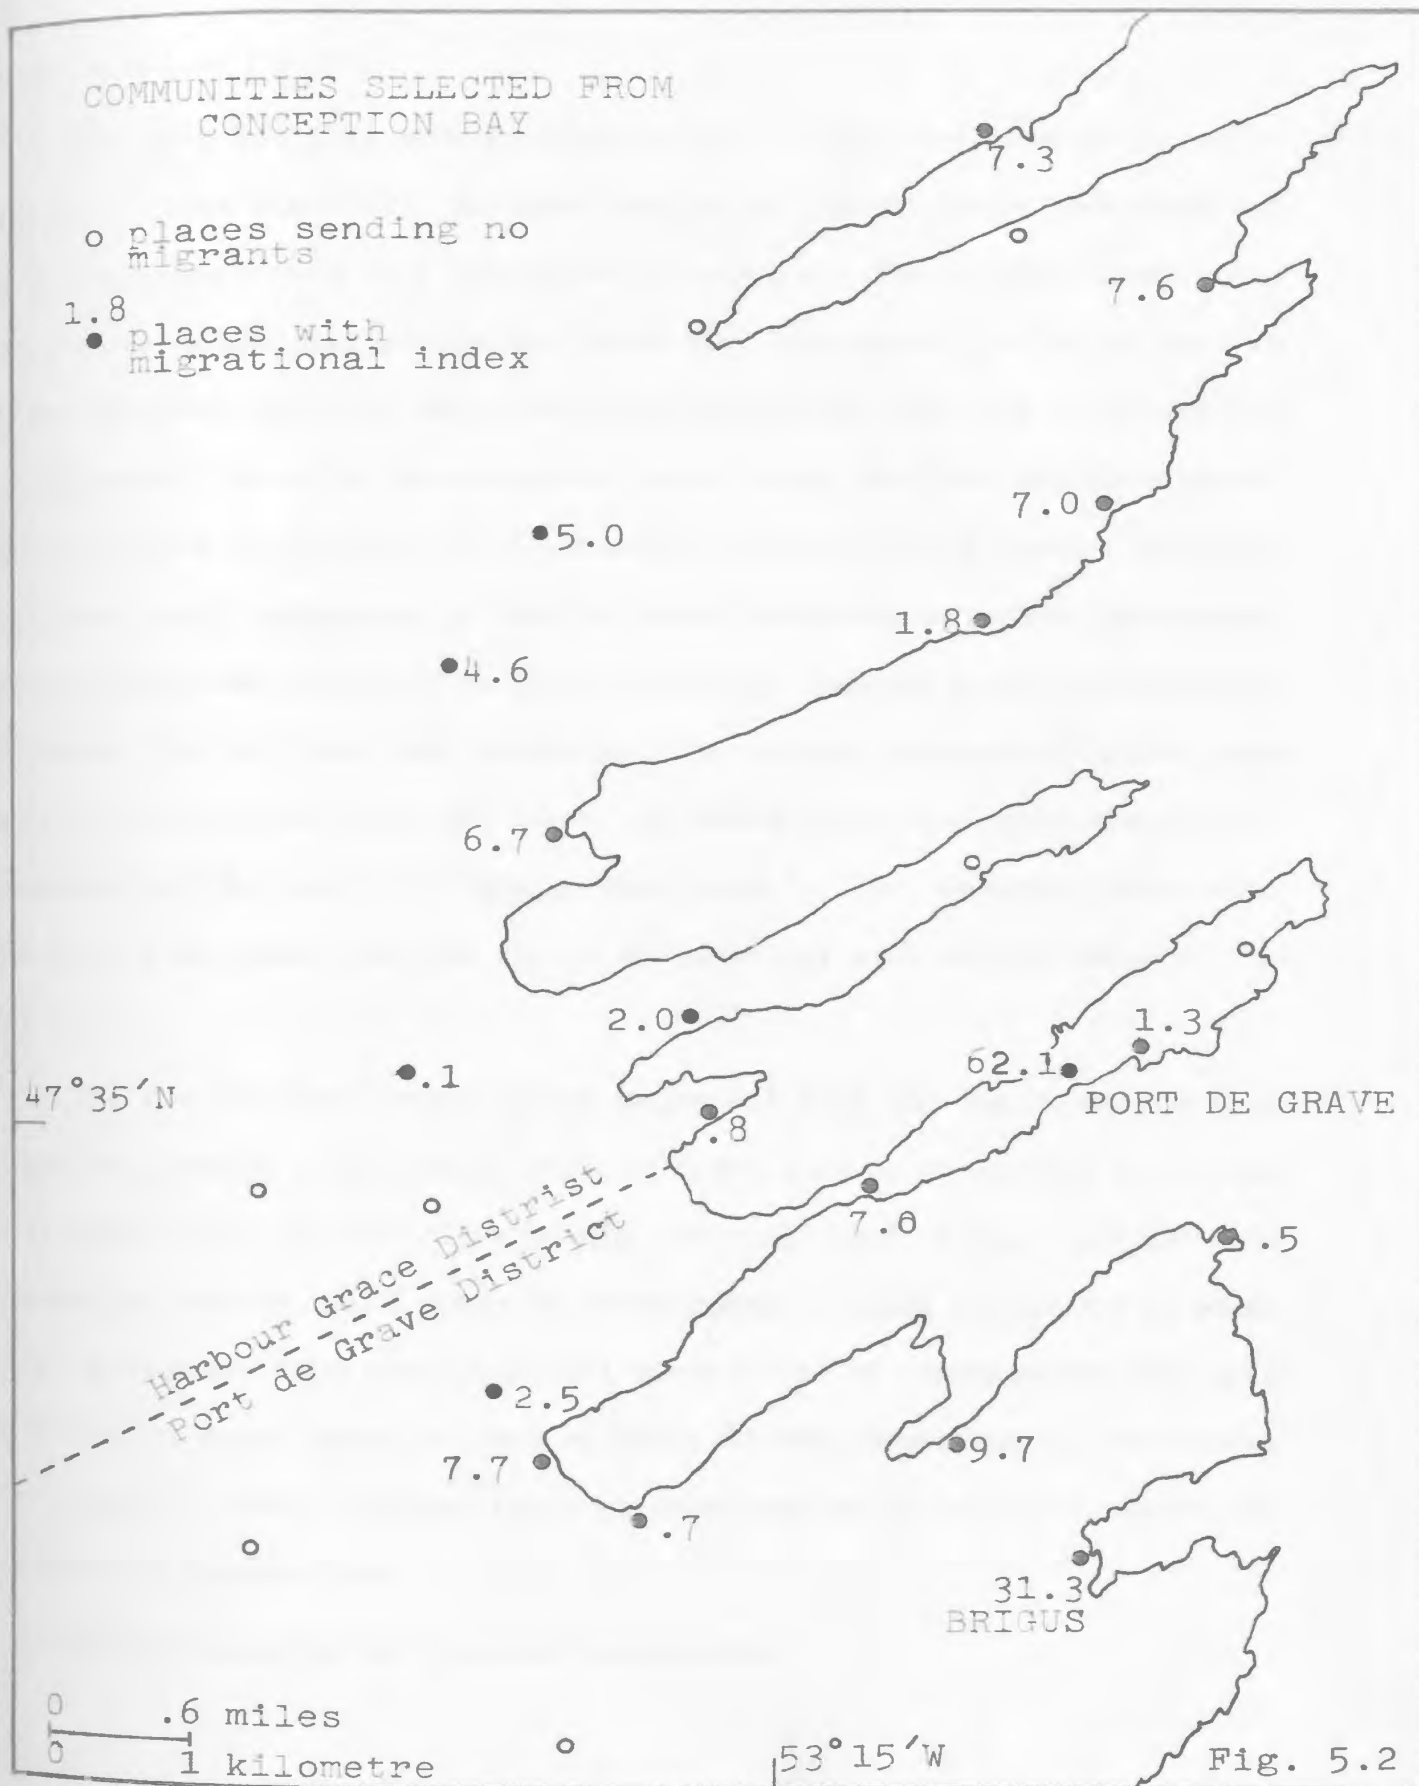 COMMUNITIES SELECTED FROM
CONCEPTION BAY
places sending no
migrants
1.8
places with
migrational index
7.3
7.6
7.0
5.0
1.8
4.6
6.7
2.0
1.3
62.1
.1
47°35′N
PORT DE GRAVE
.8
7.0
.5
Harbour Grace Distrist
Port de Grave District
2.5
9.7
7.7
.7
31.3
BRIGUS
0 .6 miles
0 1 kilometre
53°15′W
Fig. 5.2